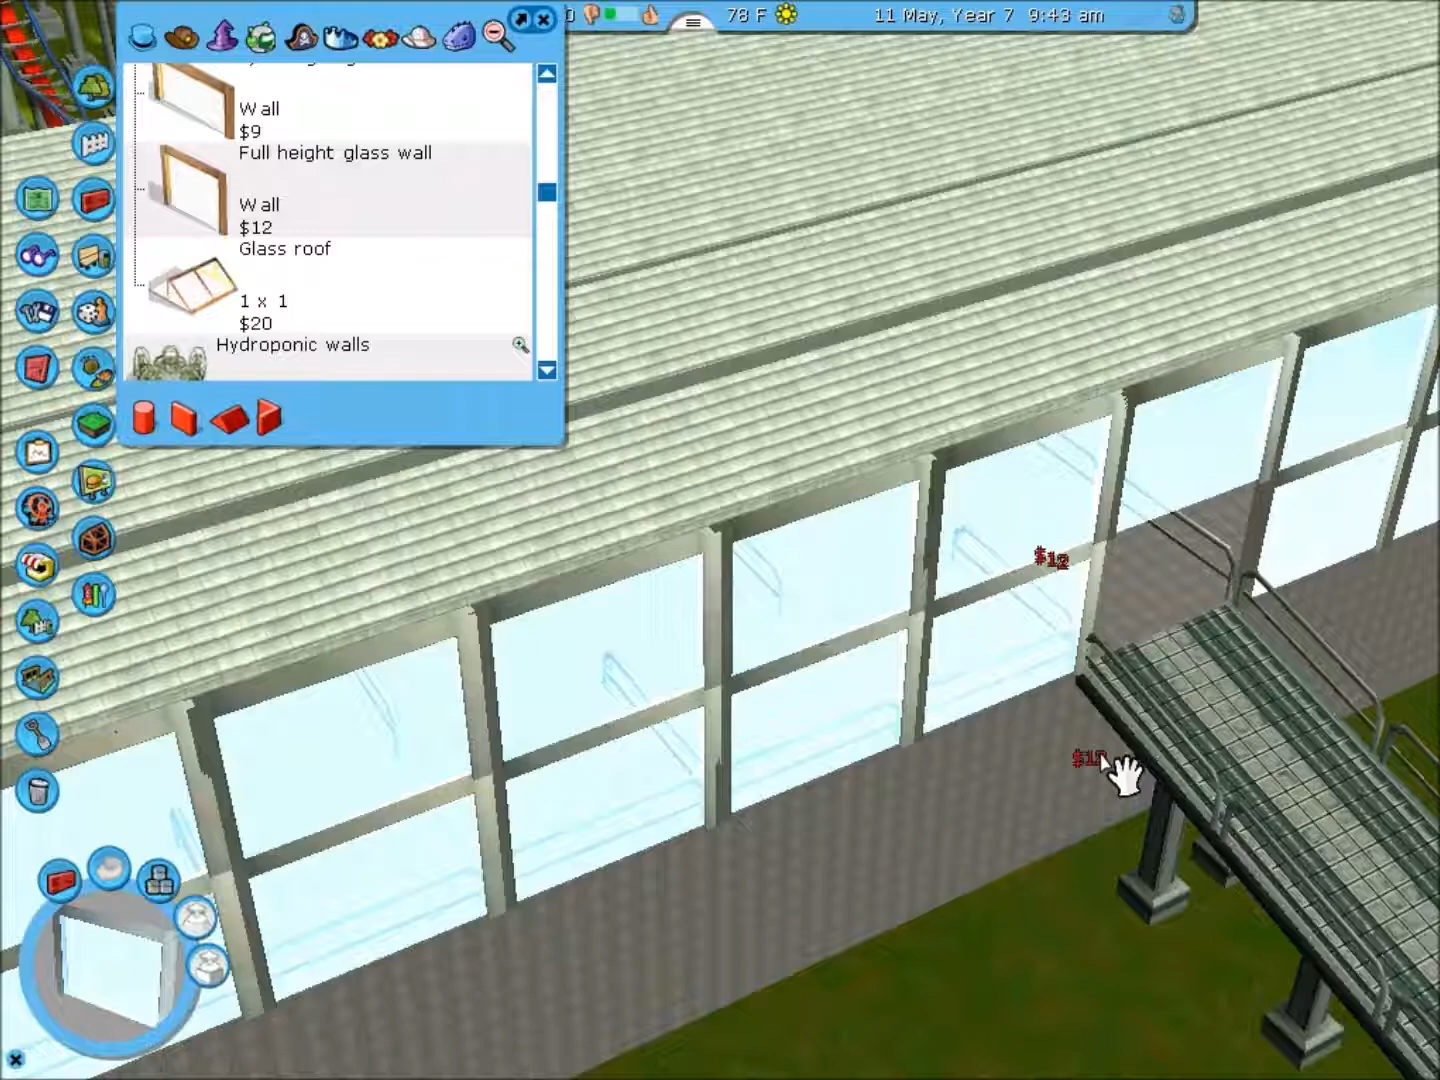 78 F
11 May, Year 7 9:43 am
Wall
$9
Full height glass wall
Wall
$12
Glass roof
1 x 1
$20
Hydroponic walls
$12